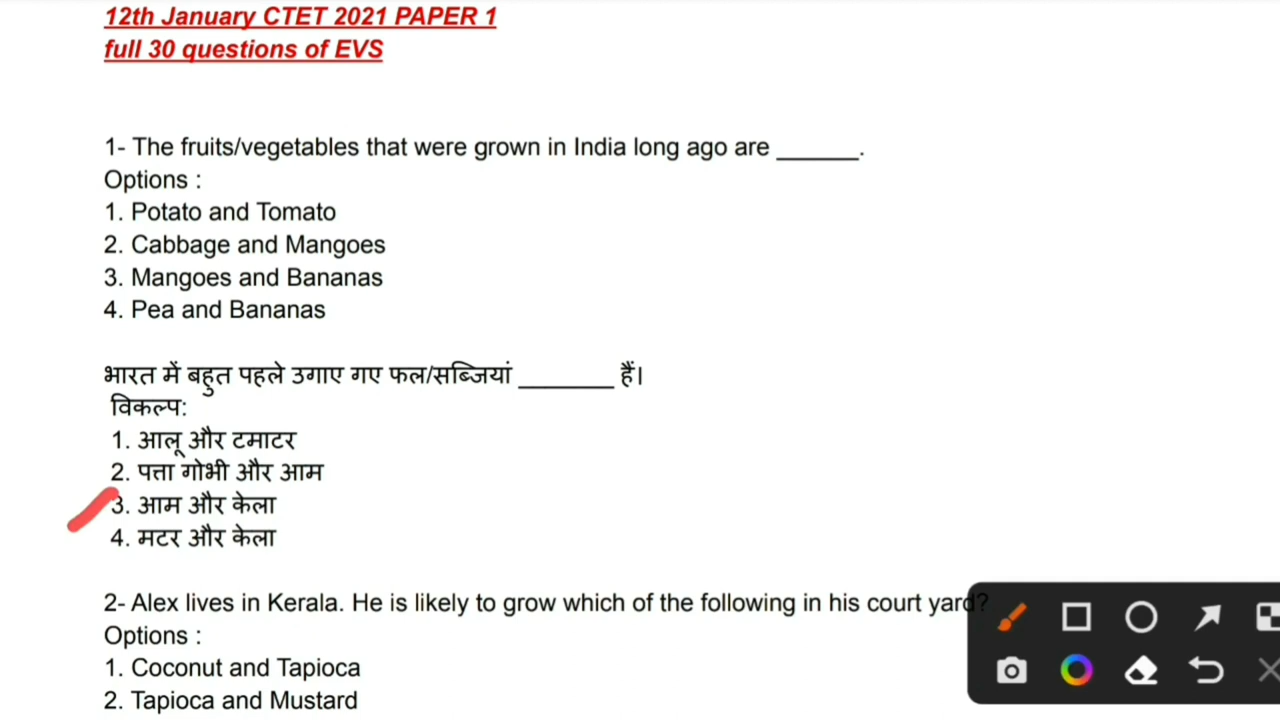 12th January CTET 2021 PAPER 1
full 30 questions of EVS
1- The fruits/vegetables that were grown in India long ago are ______.
Options :
1. Potato and Tomato
2. Cabbage and Mangoes
3. Mangoes and Bananas
4. Pea and Bananas
भारत में बहुत पहले उगाए गए फल/सब्जियां _______ हैं।
विकल्प:
1. आलू और टमाटर
2. पत्ता गोभी और आम
3. आम और केला
4. मटर और केला
2- Alex lives in Kerala. He is likely to grow which of the following in his court yard?
Options :
1. Coconut and Tapioca
2. Tapioca and Mustard